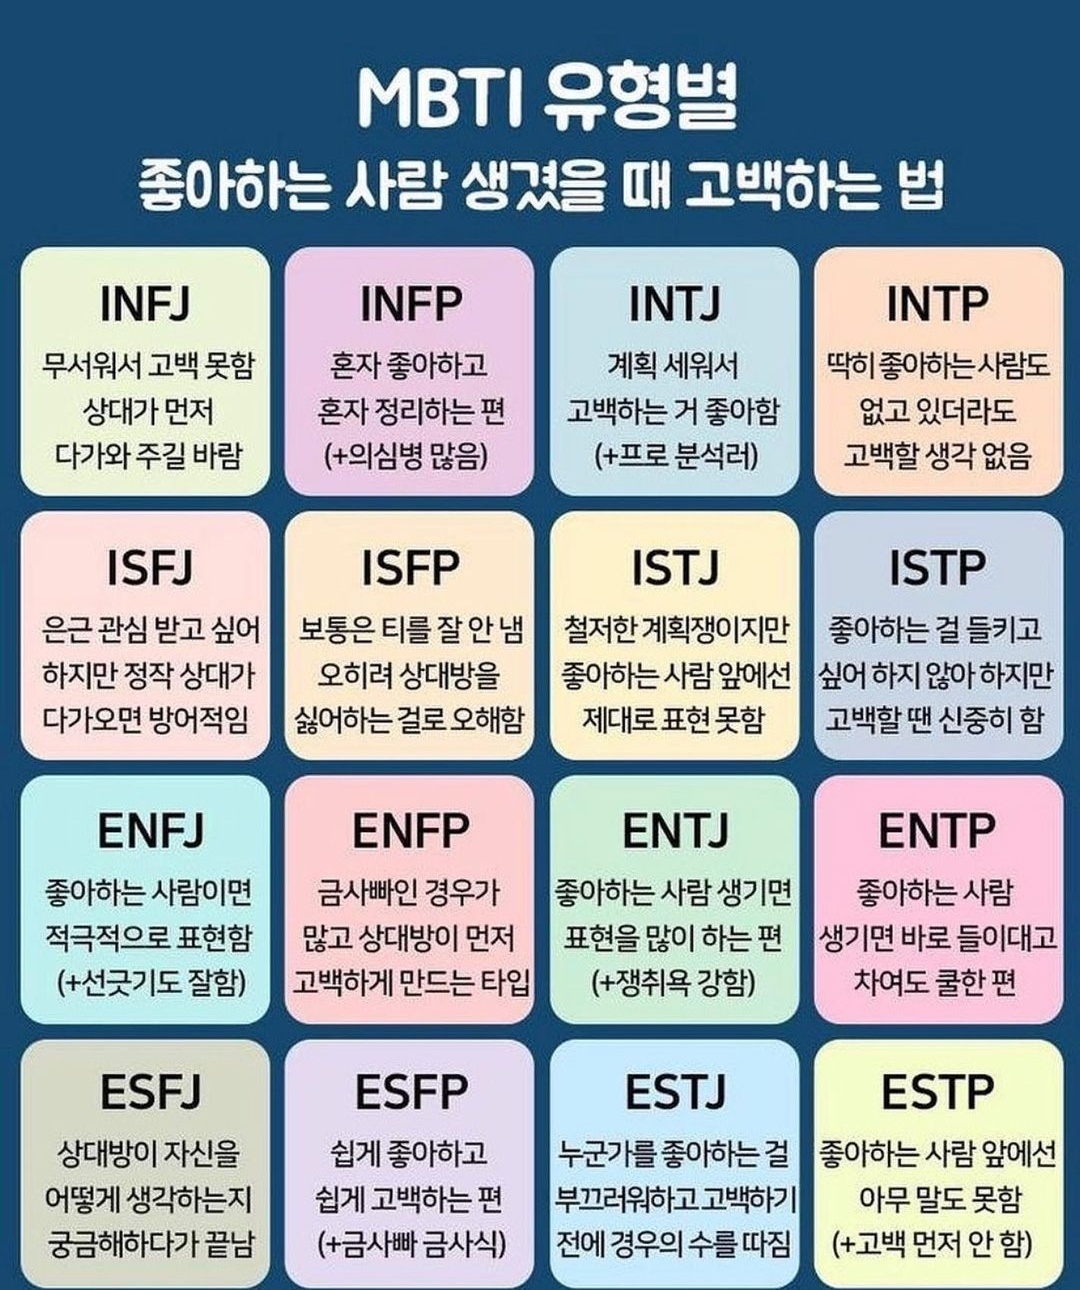 MBTI 유형별
좋아하는 사람 생겼을 때 고백하는 법
INFJ
무서워서 고백 못함
상대가 먼저
다가와 주길 바람
INFP
혼자 좋아하고
혼자 정리하는 편
(+의심병 많음)
INTJ
계획 세워서
고백하는 거 좋아함
(+프로 분석러)
INTP
딱히 좋아하는 사람도
없고 있더라도
고백할 생각 없음
ISFJ
은근 관심 받고 싶어
하지만 정작 상대가
다가오면 방어적임
ISFP
보통은 티를 잘 안 냄
오히려 상대방을
싫어하는 걸로 오해함
ISTJ
철저한 계획쟁이지만
좋아하는 사람 앞에선
제대로 표현 못함
ISTP
좋아하는 걸 들키고
싶어 하지 않아 하지만
고백할 땐 신중히 함
ENFJ
좋아하는 사람이면
적극적으로 표현함
(+선긋기도 잘함)
ENFP
금사빠인 경우가
많고 상대방이 먼저
고백하게 만드는 타입
ENTJ
좋아하는 사람 생기면
표현을 많이 하는 편
(+쟁취욕 강함)
ENTP
좋아하는 사람
생기면 바로 들이대고
차여도 쿨한 편
ESFJ
상대방이 자신을
어떻게 생각하는지
궁금해하다가 끝남
ESFP
쉽게 좋아하고
쉽게 고백하는 편
(+금사빠 금사식)
ESTJ
누군가를 좋아하는 걸
부끄러워하고 고백하기
전에 경우의 수를 따짐
ESTP
좋아하는 사람 앞에선
아무 말도 못함
(+고백 먼저 안 함)